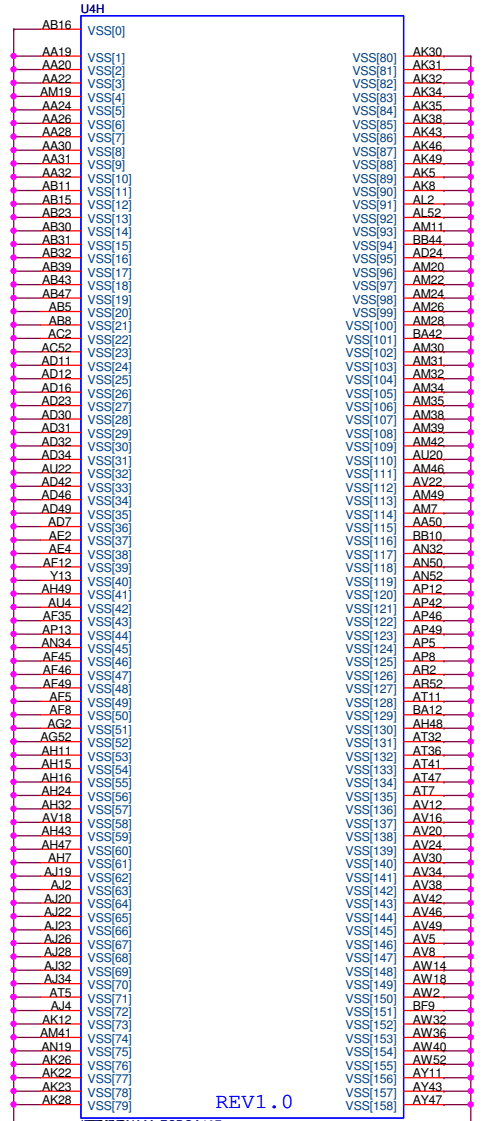 U4H
AB16 VSS[0]
AA19 VSS[1] VSS[80] AK30
AA20 VSS[2] VSS[81] AK31
AA22 VSS[3] VSS[82] AK32
AM19 VSS[4] VSS[83] AK34
AA24 VSS[5] VSS[84] AK35
AA26 VSS[6] VSS[85] AK38
AA28 VSS[7] VSS[86] AK43
AA30 VSS[8] VSS[87] AK46
AA31 VSS[9] VSS[88] AK49
AA32 VSS[10] VSS[89] AK5
AB11 VSS[11] VSS[90] AK8
AB15 VSS[12] VSS[91] AL2
AB23 VSS[13] VSS[92] AL52
AB30 VSS[14] VSS[93] AM11
AB31 VSS[15] VSS[94] BB44
AB32 VSS[16] VSS[95] AD24
AB39 VSS[17] VSS[96] AM20
AB43 VSS[18] VSS[97] AM22
AB47 VSS[19] VSS[98] AM24
AB5 VSS[20] VSS[99] AM26
AB8 VSS[21] VSS[100] AM28
AC2 VSS[22] VSS[101] BA42
AC52 VSS[23] VSS[102] AM30
AD11 VSS[24] VSS[103] AM31
AD12 VSS[25] VSS[104] AM32
AD16 VSS[26] VSS[105] AM34
AD23 VSS[27] VSS[106] AM35
AD30 VSS[28] VSS[107] AM38
AD31 VSS[29] VSS[108] AM39
AD32 VSS[30] VSS[109] AM42
AD34 VSS[31] VSS[110] AU20
AU22 VSS[32] VSS[111] AM46
AD42 VSS[33] VSS[112] AV22
AD46 VSS[34] VSS[113] AM49
AD49 VSS[35] VSS[114] AM7
AD7 VSS[36] VSS[115] AA50
AE2 VSS[37] VSS[116] BB10
AE4 VSS[38] VSS[117] AN32
AF12 VSS[39] VSS[118] AN50
Y13 VSS[40] VSS[119] AN52
AH49 VSS[41] VSS[120] AP12
AU4 VSS[42] VSS[121] AP42
AF35 VSS[43] VSS[122] AP46
AP13 VSS[44] VSS[123] AP49
AN34 VSS[45] VSS[124] AP5
AF45 VSS[46] VSS[125] AP8
AF46 VSS[47] VSS[126] AR2
AF49 VSS[48] VSS[127] AR52
AF5 VSS[49] VSS[128] AT11
AF8 VSS[50] VSS[129] BA12
AG2 VSS[51] VSS[130] AH48
AG52 VSS[52] VSS[131] AT32
AH11 VSS[53] VSS[132] AT36
AH15 VSS[54] VSS[133] AT41
AH16 VSS[55] VSS[134] AT47
AH24 VSS[56] VSS[135] AT7
AH32 VSS[57] VSS[136] AV12
AV18 VSS[58] VSS[137] AV16
AH43 VSS[59] VSS[138] AV20
AH47 VSS[60] VSS[139] AV24
AH7 VSS[61] VSS[140] AV30
AJ19 VSS[62] VSS[141] AV34
AJ2 VSS[63] VSS[142] AV38
AJ20 VSS[64] VSS[143] AV42
AJ22 VSS[65] VSS[144] AV46
AJ23 VSS[66] VSS[145] AV49
AJ26 VSS[67] VSS[146] AV5
AJ28 VSS[68] VSS[147] AV8
AJ32 VSS[69] VSS[148] AW14
AJ34 VSS[70] VSS[149] AW18
AT5 VSS[71] VSS[150] AW2
AJ4 VSS[72] VSS[151] BF9
AK12 VSS[73] VSS[152] AW32
AM41 VSS[74] VSS[153] AW36
AN19 VSS[75] VSS[154] AW40
AK26 VSS[76] VSS[155] AW52
AK22 VSS[77] VSS[156] AY11
AK23 VSS[78] VSS[157] AY43
AK28 VSS[79] VSS[158] AY47
REV1.0